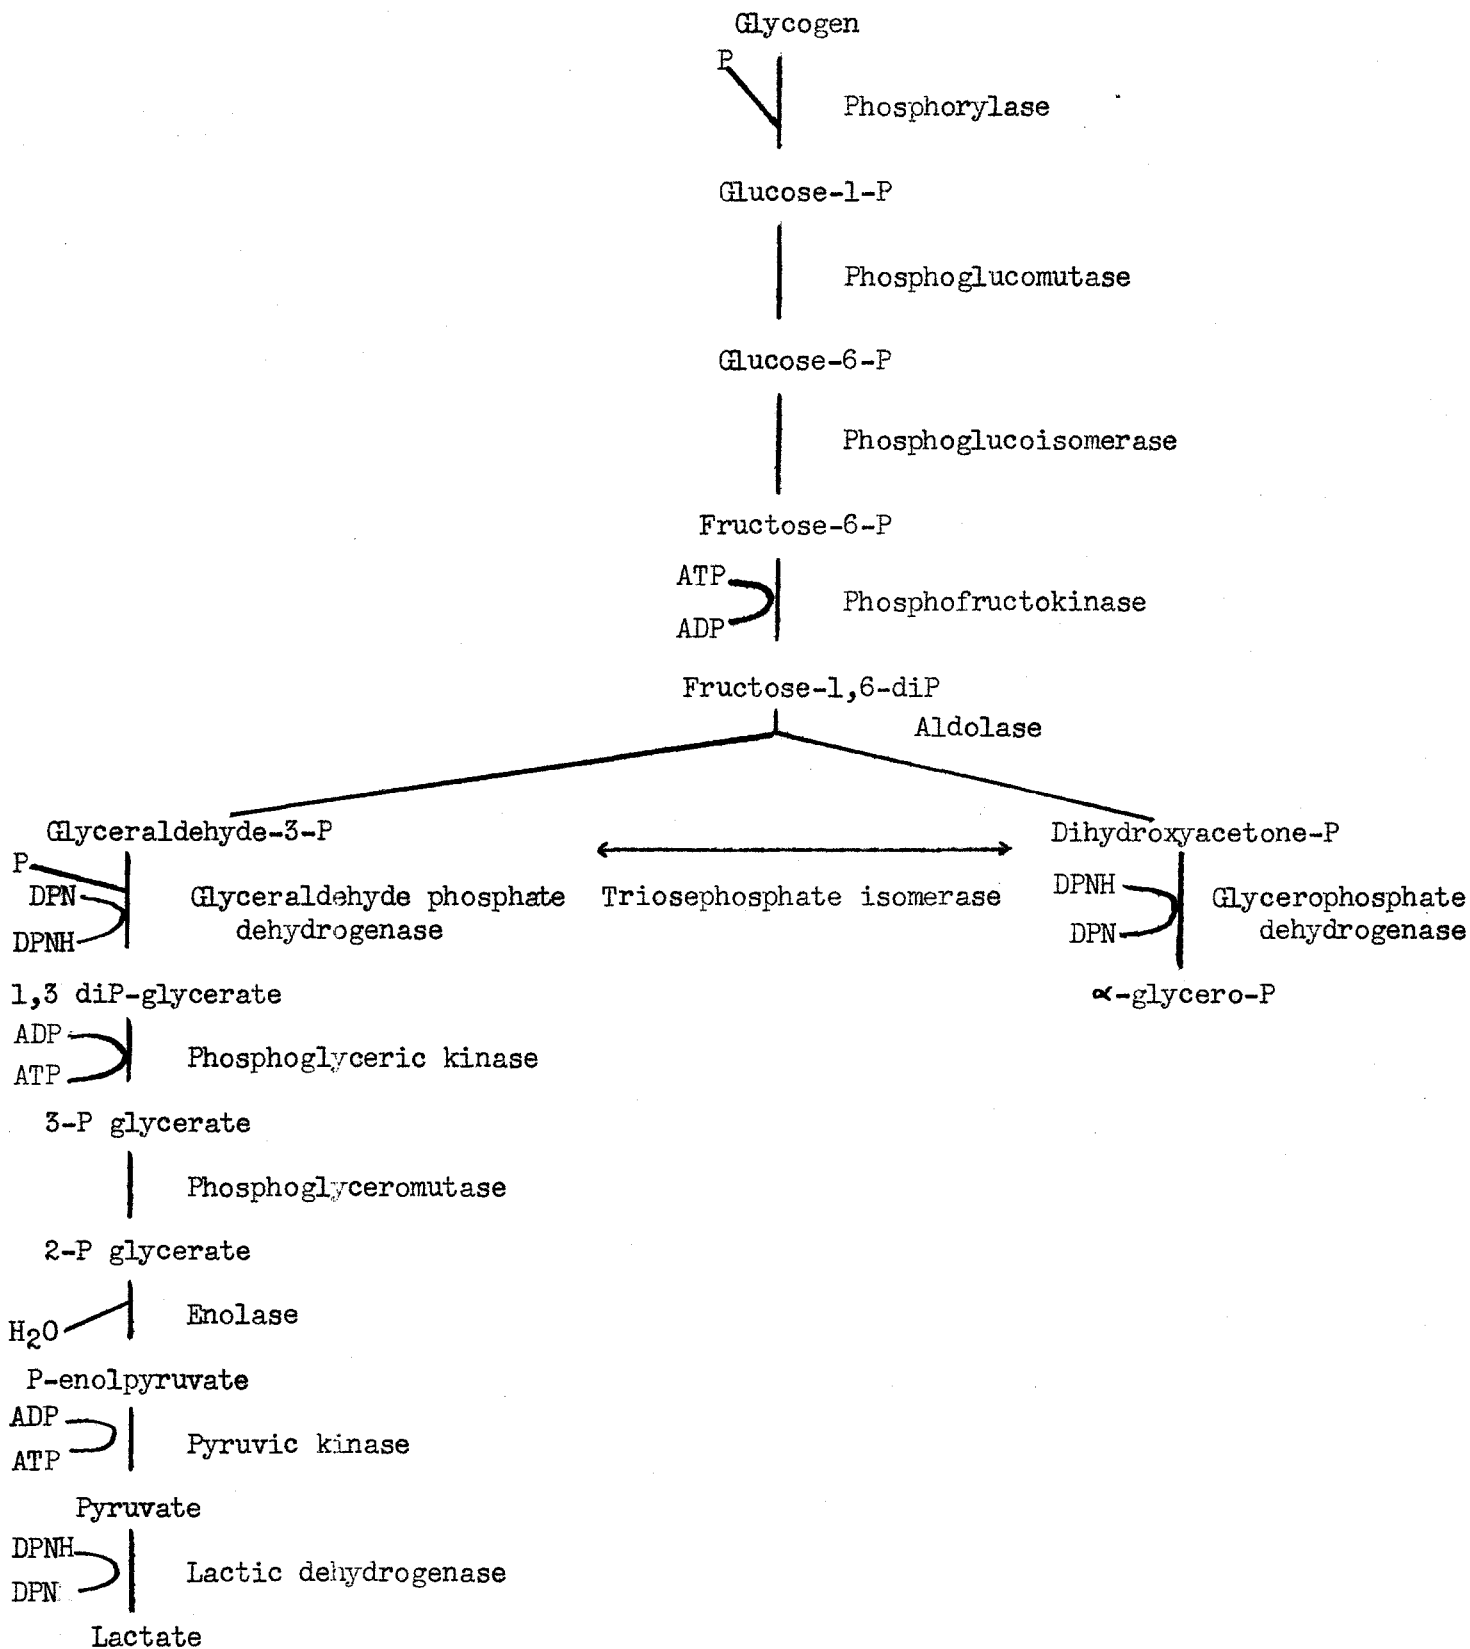 Glycogen
P
Phosphorylase
Glucose-1-P
Phosphoglucomutase
Glucose-6-P
Phosphoglucoisomerase
Fructose-6-P
ATP
Phosphofructokinase
ADP
Fructose-1,6-diP
Aldolase
Glyceraldehyde-3-P
Dihydroxyacetone-P
P
DPN
DPNH
Glyceraldehyde phosphate
dehydrogenase
Triosephosphate isomerase
DPNH
DPN
Glycerophosphate
dehydrogenase
1,3 diP-glycerate
α-glycero-P
ADP
ATP
Phosphoglyceric kinase
3-P glycerate
Phosphoglyceromutase
2-P glycerate
Enolase
H2O
P-enolpyruvate
ADP
ATP
Pyruvic kinase
Pyruvate
DPNH
DPN
Lactic dehydrogenase
Lactate